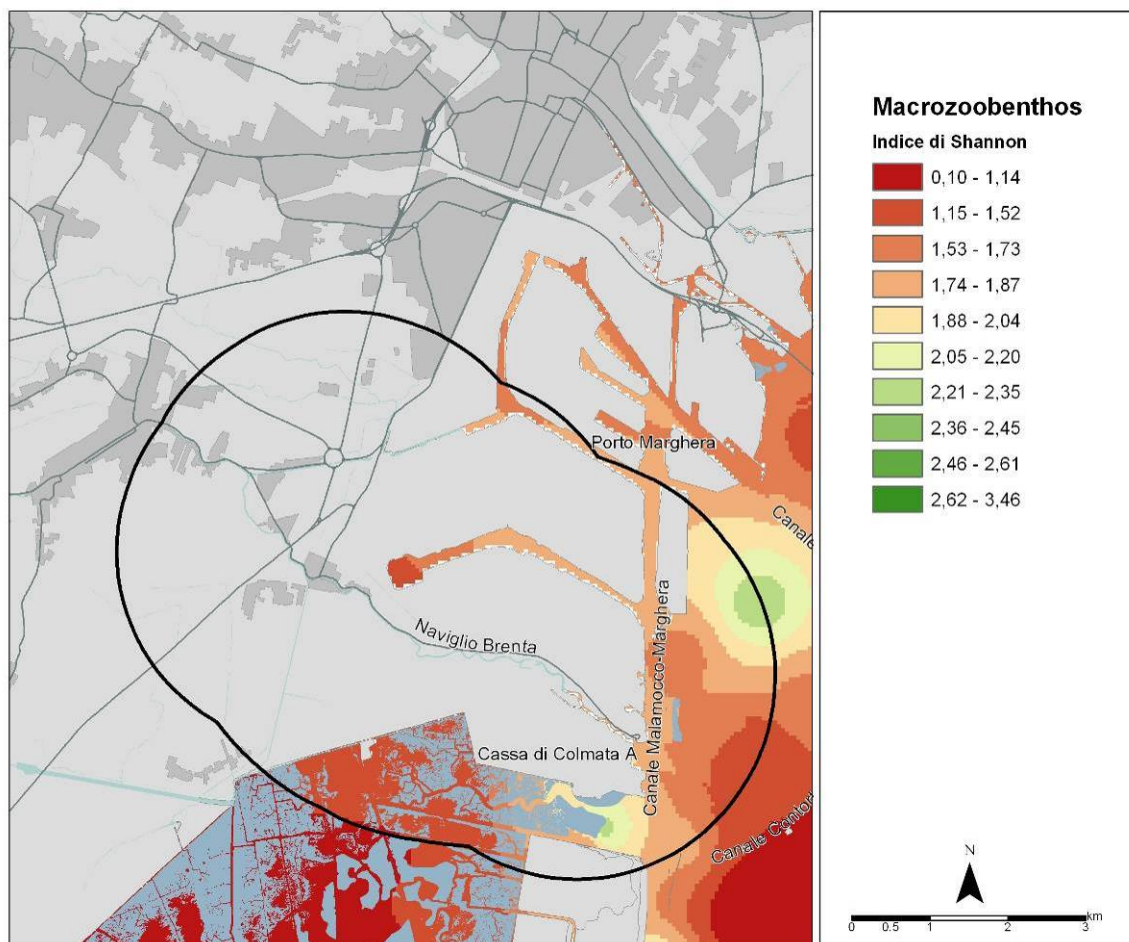 Macrozoobenthos
Indice di Shannon
0,10 - 1,14
1,15 - 1,52
1,53 - 1,73
1,74 - 1,87
1,88 - 2,04
2,05 - 2,20
2,21 - 2,35
2,36 - 2,45
2,46 - 2,61
2,62 - 3,46
Porto Marghera
Canale
Canale Malamocco-Marghera
Naviglio Brenta
Cassa di Colmata A
Canale Contor
N
km
0 0.5 1 2 3